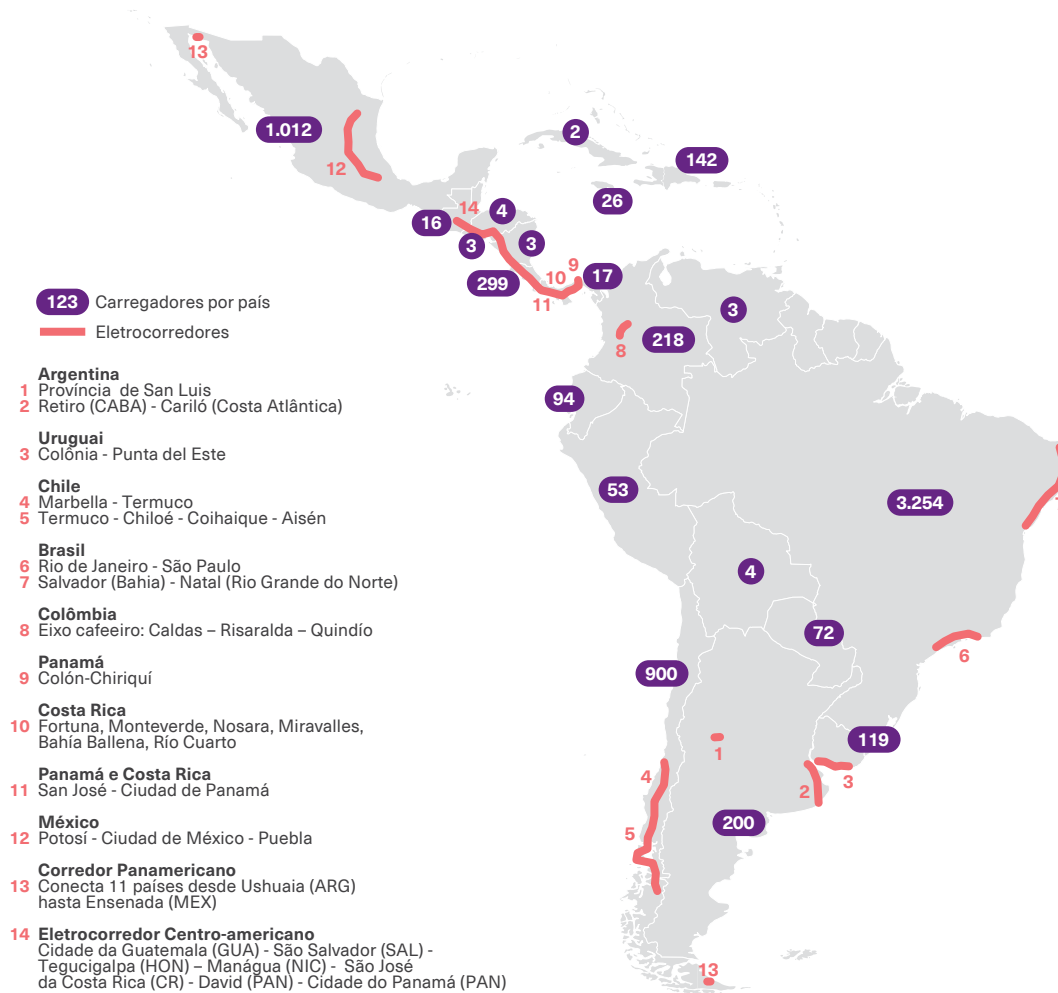 13
1.012
12
2
142
26
14
4
16
3
3
9
10
17
299
11
123 Carregadores por país
Eletrocorredores
3
218
8
94
53
3.254
4
72
6
900
119
1
4
3
2
200
5
13
Argentina
1 Província de San Luis
2 Retiro (CABA) - Cariló (Costa Atlântica)
Uruguai
3 Colônia - Punta del Este
Chile
4 Marbella - Termuco
5 Termuco - Chiloé - Coihaique - Aisén
Brasil
6 Rio de Janeiro - São Paulo
7 Salvador (Bahia) - Natal (Rio Grande do Norte)
Colômbia
8 Eixo cafeeiro: Caldas – Risaralda – Quindío
Panamá
9 Colón-Chiriquí
Costa Rica
10 Fortuna, Monteverde, Nosara, Miravalles,
Bahía Ballena, Río Cuarto
Panamá e Costa Rica
11 San José - Ciudad de Panamá
México
12 Potosí - Ciudad de México - Puebla
Corredor Panamericano
13 Conecta 11 países desde Ushuaia (ARG)
hasta Ensenada (MEX)
14 Eletrocorredor Centro-americano
Cidade da Guatemala (GUA) - São Salvador (SAL) -
Tegucigalpa (HON) – Manágua (NIC) - São José
da Costa Rica (CR) - David (PAN) - Cidade do Panamá (PAN)